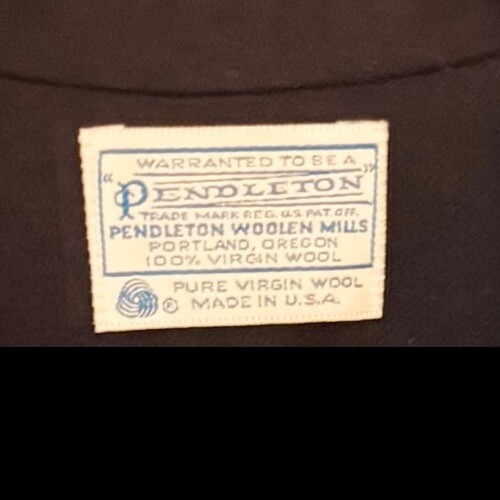 WARRANTED TO BE A
"PENDLETON"
TRADE MARK REG. U.S. PAT. OFF.
PENDLETON WOOLEN MILLS
PORTLAND, OREGON
100% VIRGIN WOOL
PURE VIRGIN WOOL
® MADE IN U.S.A.